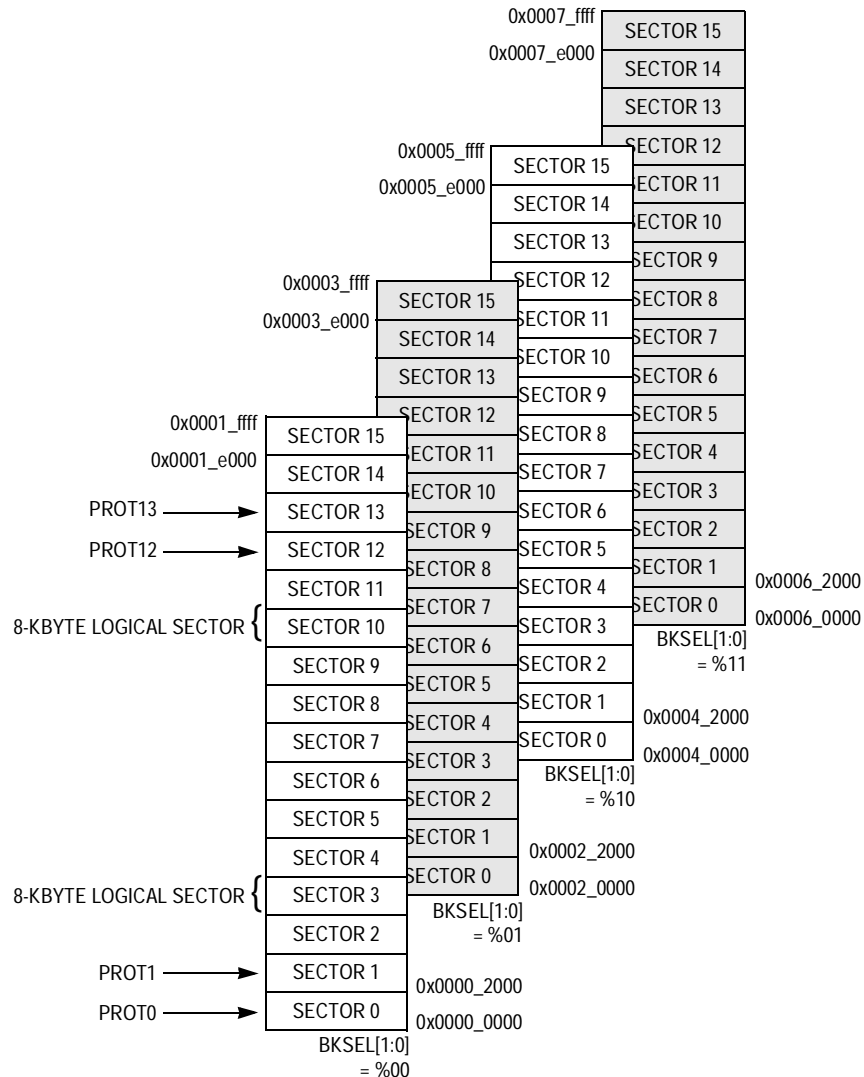 0x0007_ffff
0x0007_e000
SECTOR 15
SECTOR 14
SECTOR 13
SECTOR 12
SECTOR 11
SECTOR 10
SECTOR 9
SECTOR 8
SECTOR 7
SECTOR 6
SECTOR 5
SECTOR 4
SECTOR 3
SECTOR 2
SECTOR 1
SECTOR 0
0x0006_2000
0x0006_0000
BKSEL[1:0]
= %11
0x0005_ffff
0x0005_e000
SECTOR 15
SECTOR 14
SECTOR 13
SECTOR 12
SECTOR 11
SECTOR 10
SECTOR 9
SECTOR 8
SECTOR 7
SECTOR 6
SECTOR 5
SECTOR 4
SECTOR 3
SECTOR 2
SECTOR 1
SECTOR 0
0x0004_2000
0x0004_0000
BKSEL[1:0]
= %10
0x0003_ffff
0x0003_e000
SECTOR 15
SECTOR 14
SECTOR 13
SECTOR 12
SECTOR 11
SECTOR 10
SECTOR 9
SECTOR 8
SECTOR 7
SECTOR 6
SECTOR 5
SECTOR 4
SECTOR 3
SECTOR 2
SECTOR 1
SECTOR 0
0x0002_2000
0x0002_0000
BKSEL[1:0]
= %01
0x0001_ffff
0x0001_e000
SECTOR 15
SECTOR 14
PROT13
SECTOR 13
PROT12
SECTOR 12
SECTOR 11
8-KBYTE LOGICAL SECTOR {
SECTOR 10
SECTOR 9
SECTOR 8
SECTOR 7
SECTOR 6
SECTOR 5
SECTOR 4
8-KBYTE LOGICAL SECTOR {
SECTOR 3
SECTOR 2
PROT1
SECTOR 1
PROT0
SECTOR 0
0x0000_2000
0x0000_0000
BKSEL[1:0]
= %00